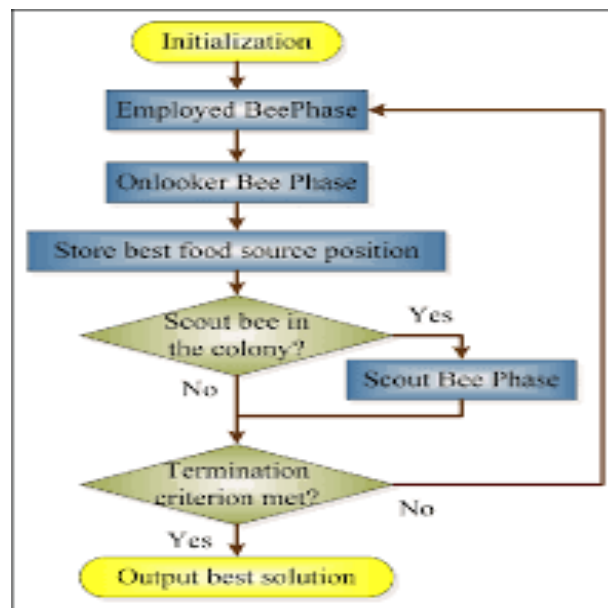 Initialization
Employed BeePhase
Onlooker Bee Phase
Store best food source position
Scout bee in
the colony?
Yes
Scout Bee Phase
No
Termination
criterion met?
No
Yes
Output best solution